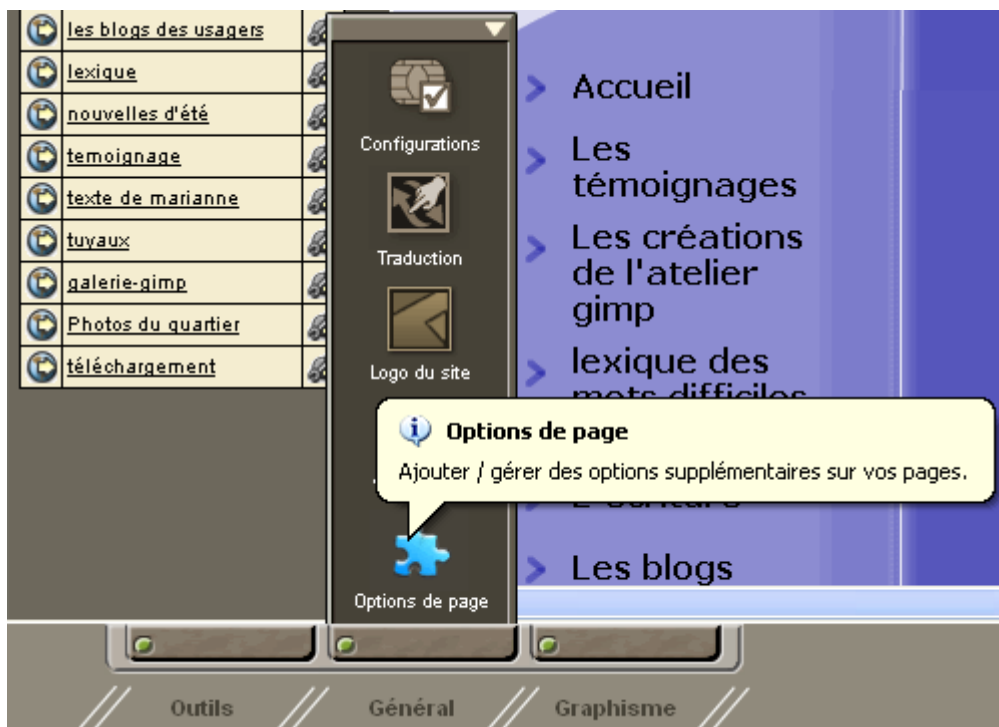 les blogs des usagers
lexique
nouvelles d'été
temoignage
texte de marianne
tuyaux
galerie-gimp
Photos du quartier
téléchargement
Configurations
Traduction
Logo du site
Options de page
Accueil
Les
témoignages
Les créations
de l'atelier
gimp
lexique des
mots difficiles
Les blogs
Options de page
Ajouter / gérer des options supplémentaires sur vos pages.
Outils
Général
Graphisme